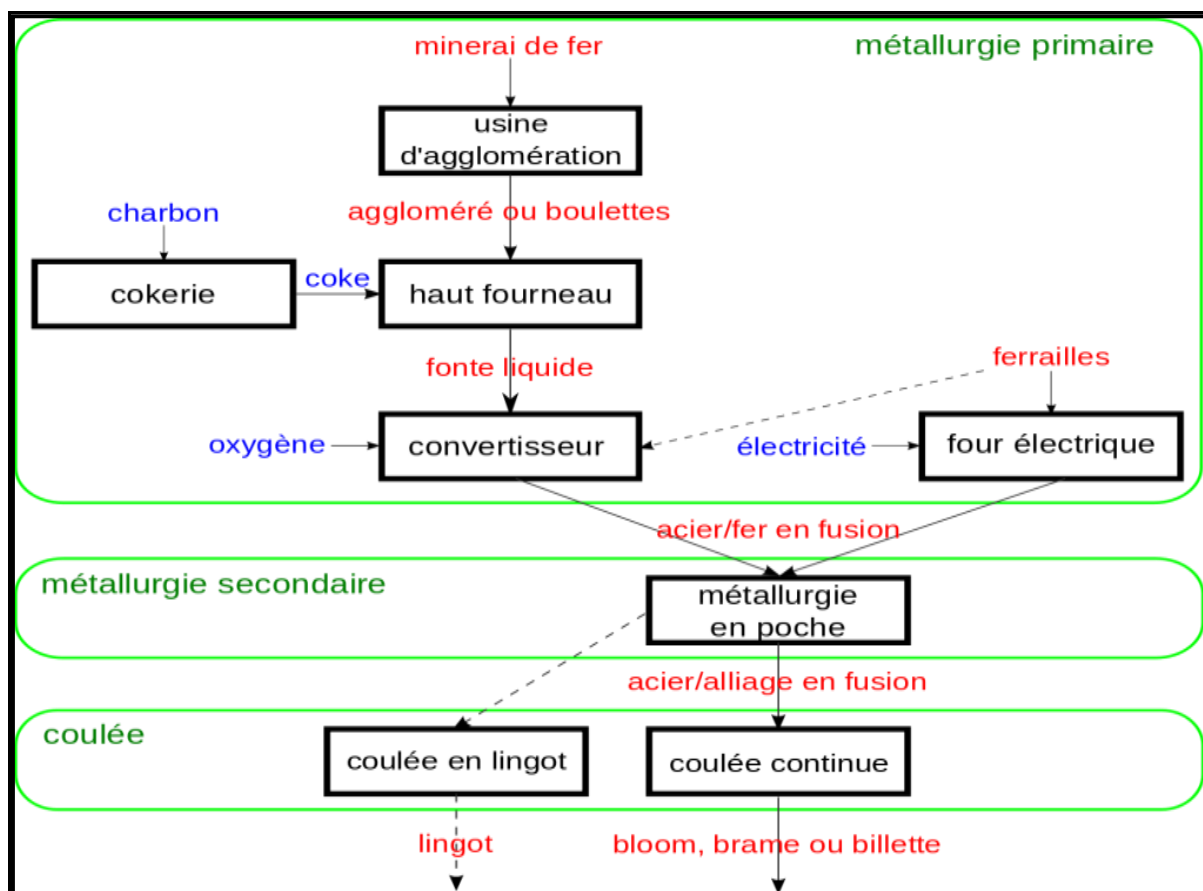 minerai de fer
métallurgie primaire
usine
d'agglomération
charbon
aggloméré ou boulettes
cokerie
coke
haut fourneau
fonte liquide
ferrailles
oxygène
convertisseur
électricité
four électrique
acier/fer en fusion
métallurgie secondaire
métallurgie
en poche
acier/alliage en fusion
coulée
coulée en lingot
coulée continue
lingot
bloom, brame ou billette